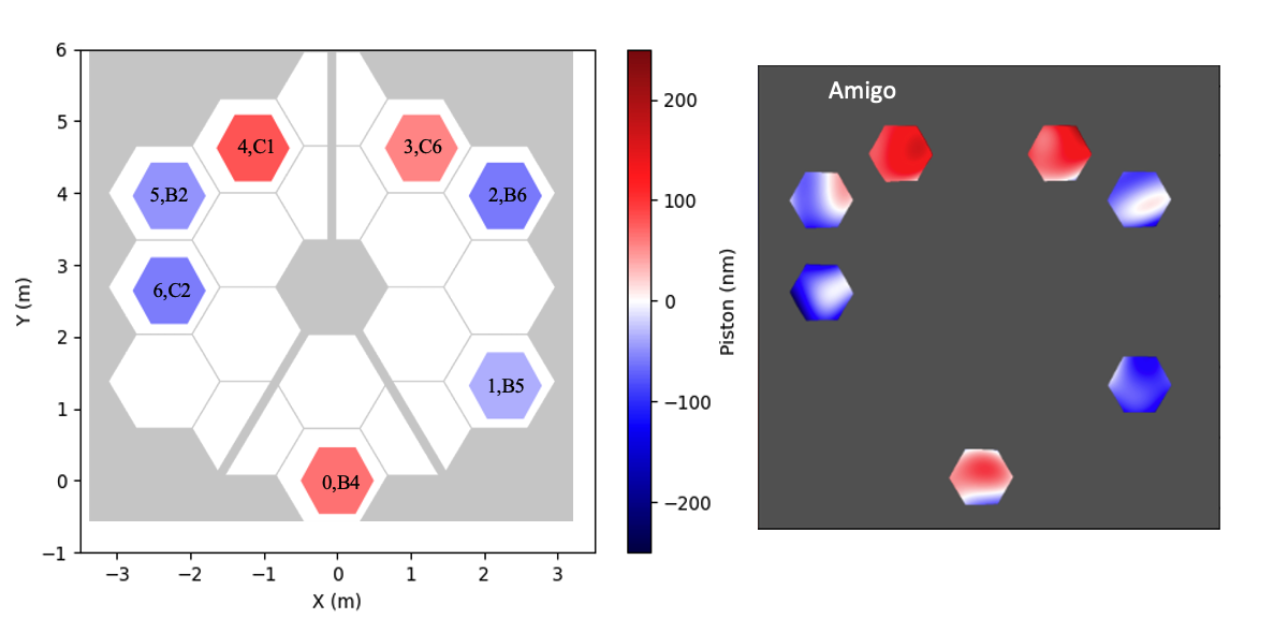 6
5
4
3
2
1
0
−1
Y (m)
−3
−2
−1
0
1
2
3
X (m)
4,C1
3,C6
5,B2
2,B6
6,C2
1,B5
0,B4
200
100
0
−100
−200
Piston (nm)
Amigo